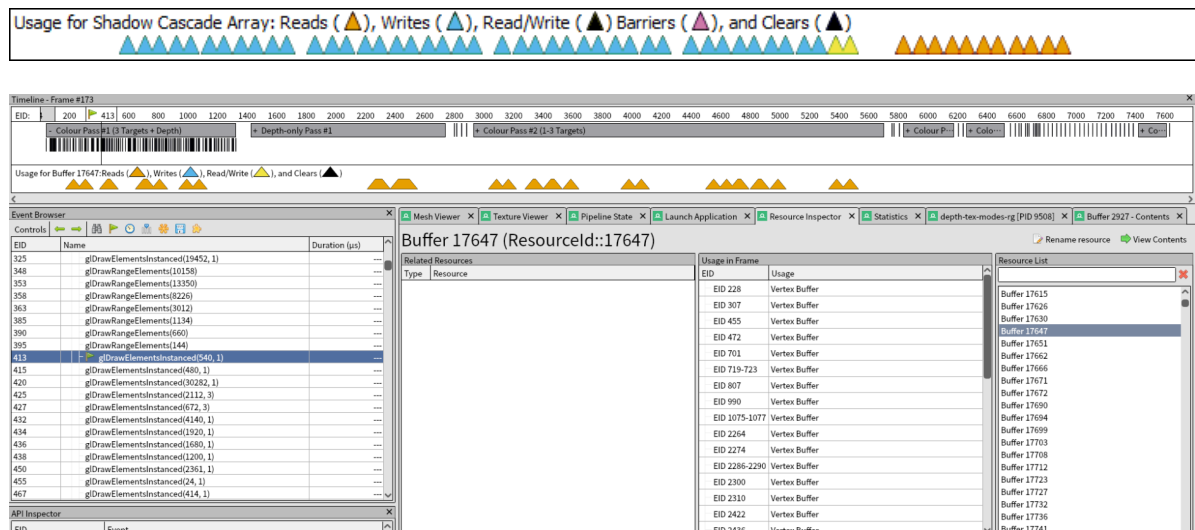 Usage for Shadow Cascade Array: Reads ( ), Writes ( ), Read/Write ( ) Barriers ( ), and Clears ( )
Timeline - Frame #173
EID: 200 413 600 800 1000 1200 1400 1600 1800 2000 2200 2400 2600 2800 3000 3200 3400 3600 3800 4000 4200 4400 4600 4800 5000 5200 5400 5600 5800 6000 6200 6400 6600 6800 7000 7200 7400 7600
- Colour Pass #1 (3 Targets + Depth) + Depth-only Pass #1 + Colour Pass #2 (1-3 Targets) + Colour P··· + Colo··· + Co···
Usage for Buffer 17647: Reads ( ), Writes ( ), Read/Write ( ), and Clears ( )
Event Browser
Controls
EID Name Duration (µs)
325 glDrawElementsInstanced(19452, 1) ---
348 glDrawRangeElements(10158) ---
353 glDrawRangeElements(13350) ---
358 glDrawRangeElements(8226) ---
363 glDrawRangeElements(3012) ---
385 glDrawRangeElements(1134) ---
390 glDrawRangeElements(660) ---
395 glDrawRangeElements(144) ---
413 glDrawElementsInstanced(540, 1) ---
415 glDrawElementsInstanced(480, 1) ---
420 glDrawElementsInstanced(30282, 1) ---
425 glDrawElementsInstanced(2112, 3) ---
427 glDrawElementsInstanced(672, 3) ---
432 glDrawElementsInstanced(4140, 1) ---
434 glDrawElementsInstanced(1920, 1) ---
436 glDrawElementsInstanced(1680, 1) ---
438 glDrawElementsInstanced(1200, 1) ---
450 glDrawElementsInstanced(2361, 1) ---
455 glDrawElementsInstanced(24, 1) ---
467 glDrawElementsInstanced(414, 1) ---
API Inspector
EID Event
Mesh Viewer Texture Viewer Pipeline State Launch Application Resource Inspector Statistics depth-tex-modes-rg [PID 9508] Buffer 2927 - Contents
Buffer 17647 (ResourceId::17647)
Rename resource View Contents
Related Resources
Type Resource
Usage in Frame
EID Usage
EID 228 Vertex Buffer
EID 307 Vertex Buffer
EID 455 Vertex Buffer
EID 472 Vertex Buffer
EID 701 Vertex Buffer
EID 719-723 Vertex Buffer
EID 807 Vertex Buffer
EID 990 Vertex Buffer
EID 1075-1077 Vertex Buffer
EID 2264 Vertex Buffer
EID 2274 Vertex Buffer
EID 2286-2290 Vertex Buffer
EID 2300 Vertex Buffer
EID 2310 Vertex Buffer
EID 2422 Vertex Buffer
EID 2436 Vertex Buffer
Resource List
Buffer 17615
Buffer 17626
Buffer 17630
Buffer 17647
Buffer 17651
Buffer 17662
Buffer 17666
Buffer 17671
Buffer 17672
Buffer 17690
Buffer 17694
Buffer 17699
Buffer 17703
Buffer 17708
Buffer 17712
Buffer 17723
Buffer 17727
Buffer 17732
Buffer 17736
Buffer 17741